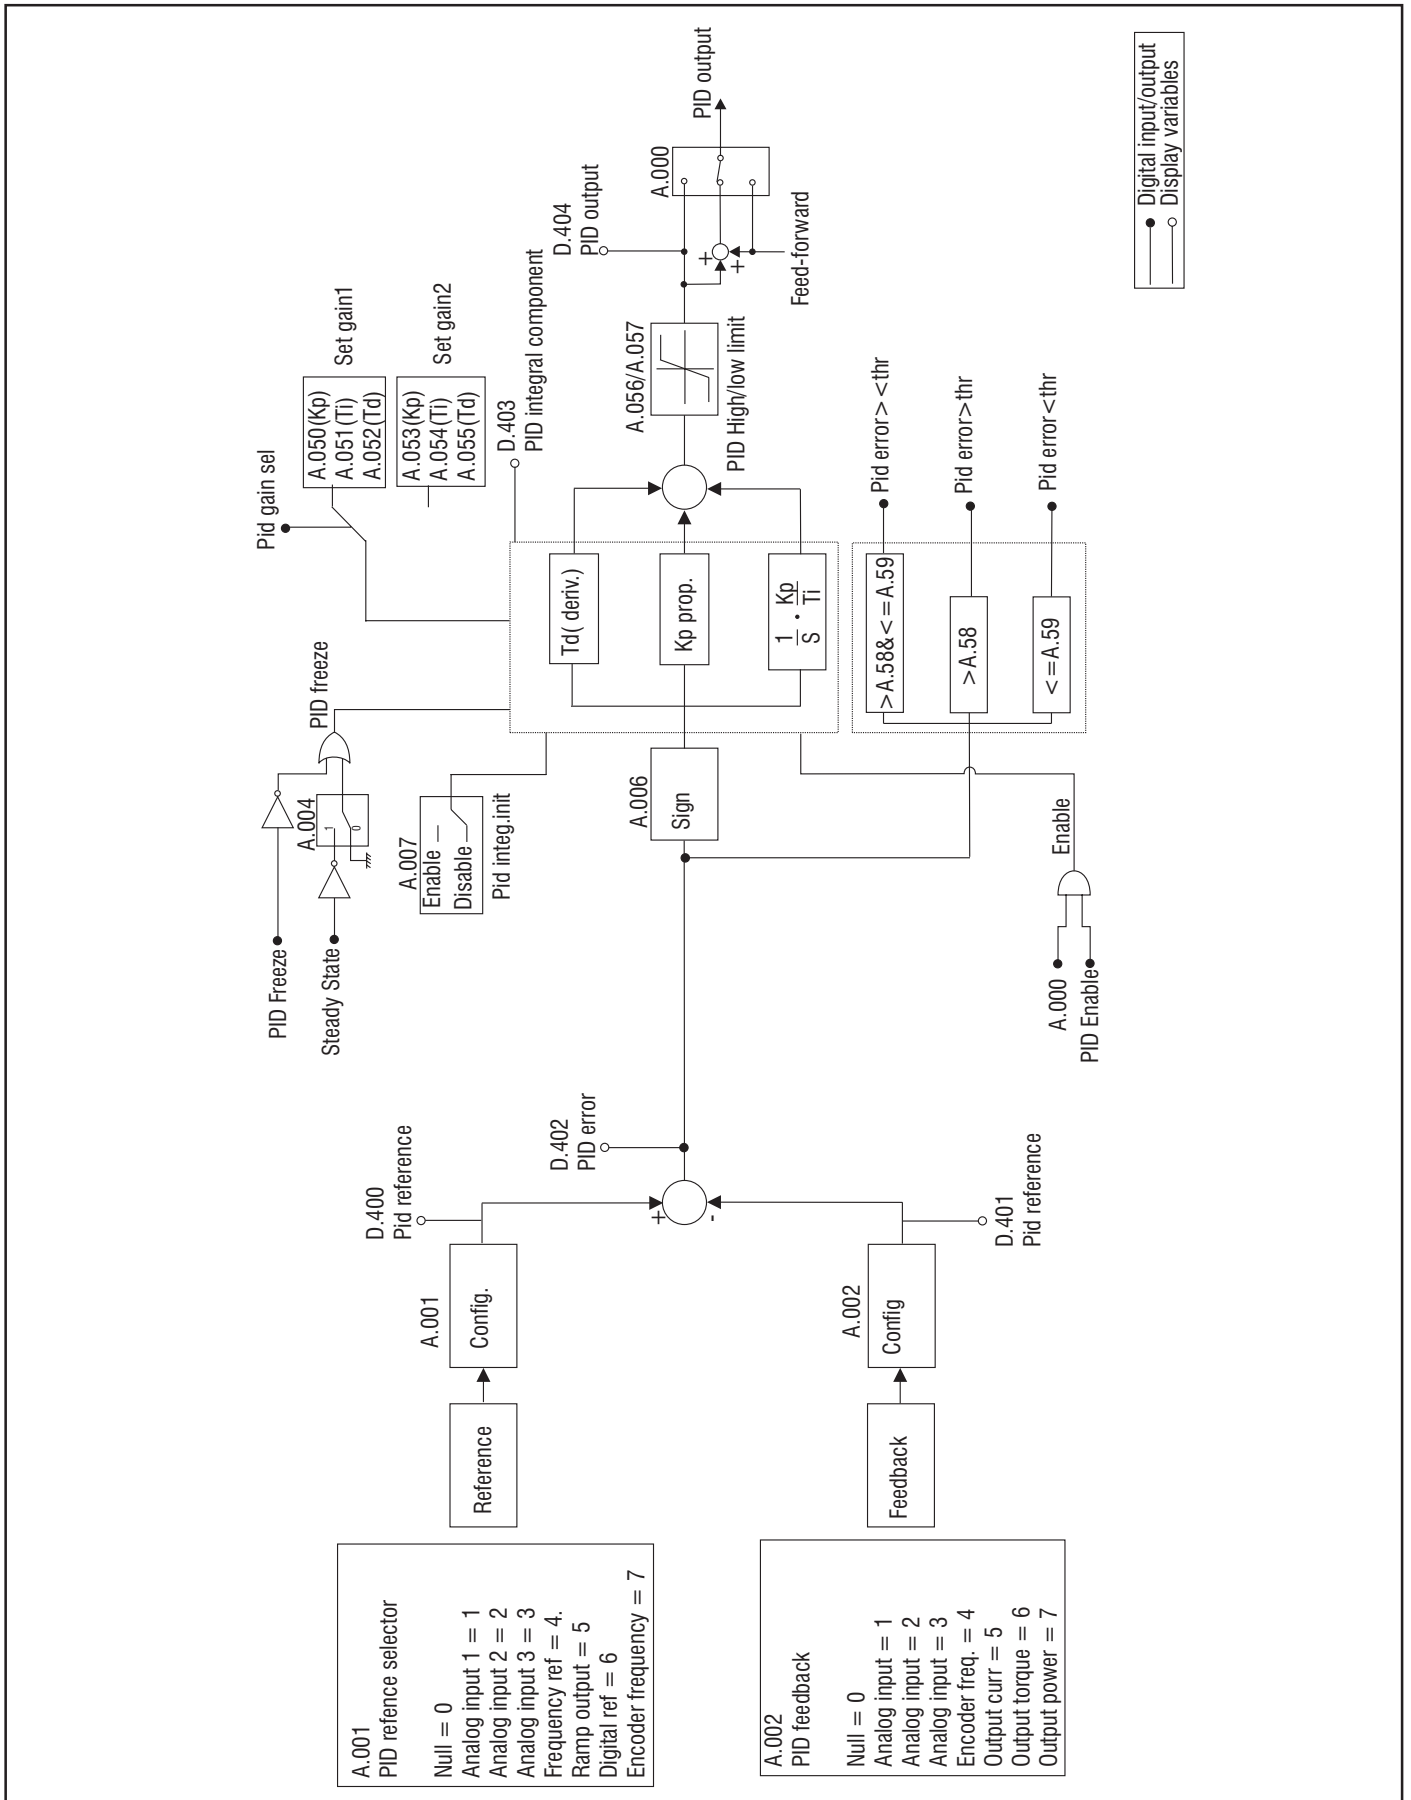 A.001
PID refence selector
Null = 0
Analog input 1 = 1
Analog input 2 = 2
Analog input 3 = 3
Frequency ref = 4.
Ramp output = 5
Digital ref = 6
Encoder frequency = 7
A.002
PID feedback
Null = 0
Analog input = 1
Analog input = 2
Analog input = 3
Encoder freq. = 4
Output curr = 5
Output torque = 6
Output power = 7
Reference
A.001
Config.
D.400
Pid reference
Feedback
A.002
Config
D.401
Pid reference
+
-
D.402
PID error
PID Freeze
Steady State
A.004
1
0
PID freeze
A.007
Enable
Disable
Pid integ.init
A.006
Sign
A.000
PID Enable
Enable
Pid gain sel
A.050(Kp)
A.051(Ti)
A.052(Td)
Set gain1
A.053(Kp)
A.054(Ti)
A.055(Td)
Set gain2
D.403
PID integral component
Td( deriv.)
Kp prop.
1
S
·
Kp
Ti
>A.58&<=A.59
>A.58
<=A.59
Pid error><thr
Pid error>thr
Pid error<thr
A.056/A.057
PID High/low limit
D.404
PID output
+
+
Feed-forward
A.000
PID output
Digital input/output
Display variables